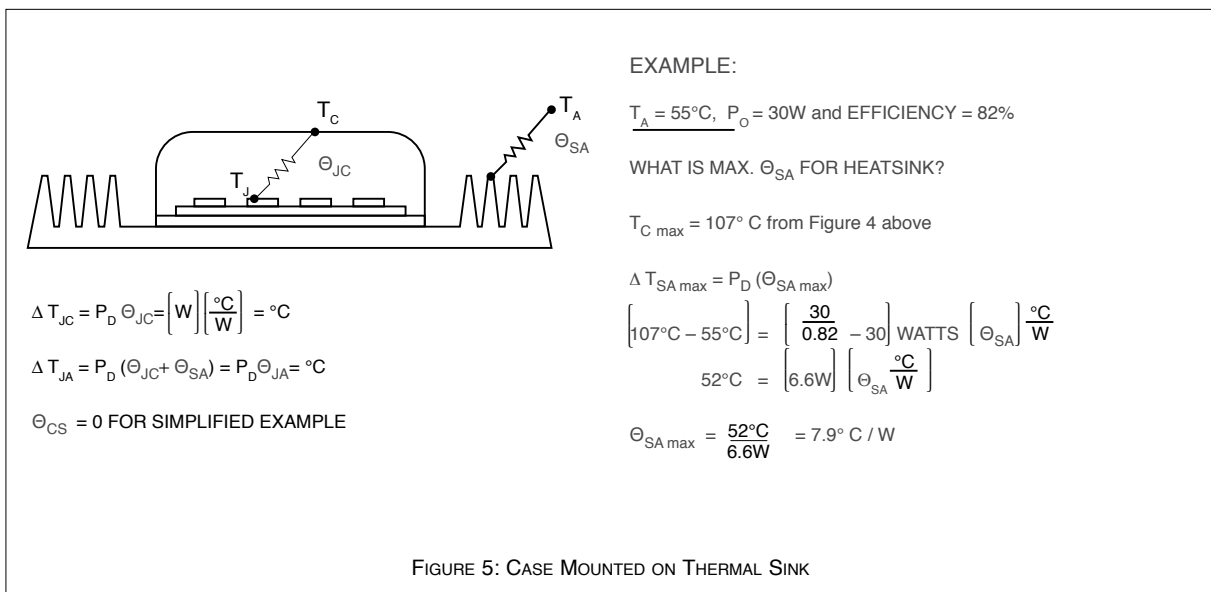 T_C
T_A
Θ_SA
Θ_JC
T_J
Δ T_JC = P_D Θ_JC= [W] [°C/W] = °C
Δ T_JA = P_D (Θ_JC+ Θ_SA) = P_DΘ_JA= °C
Θ_CS = 0 FOR SIMPLIFIED EXAMPLE
EXAMPLE:
T_A = 55°C, P_O = 30W and EFFICIENCY = 82%
WHAT IS MAX. Θ_SA FOR HEATSINK?
T_C max = 107° C from Figure 4 above
Δ T_SA max = P_D (Θ_SA max)
[107°C – 55°C] = [30/0.82 – 30] WATTS [Θ_SA] °C/W
52°C = [6.6W] [Θ_SA °C/W]
Θ_SA max = 52°C/6.6W = 7.9° C / W
FIGURE 5: CASE MOUNTED ON THERMAL SINK